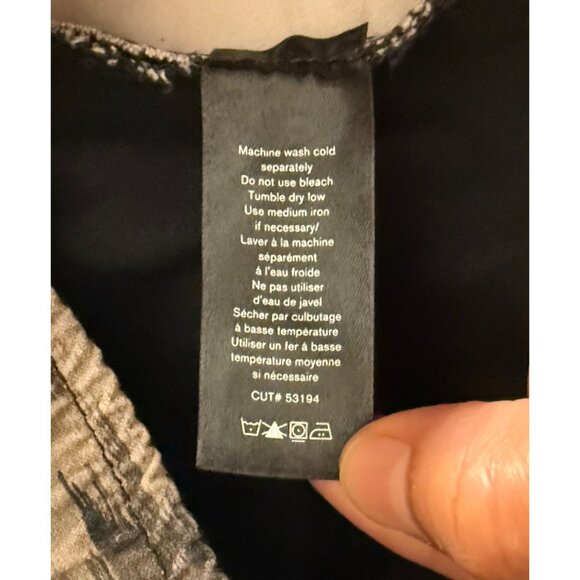 Machine wash cold
separately
Do not use bleach
Tumble dry low
Use medium iron
if necessary/
Laver à la machine
séparément
à l'eau froide
Ne pas utiliser
d'eau de javel
Sécher par culbutage
à basse température
Utiliser un fer à basse
température moyenne
si nécessaire
CUT# 53194